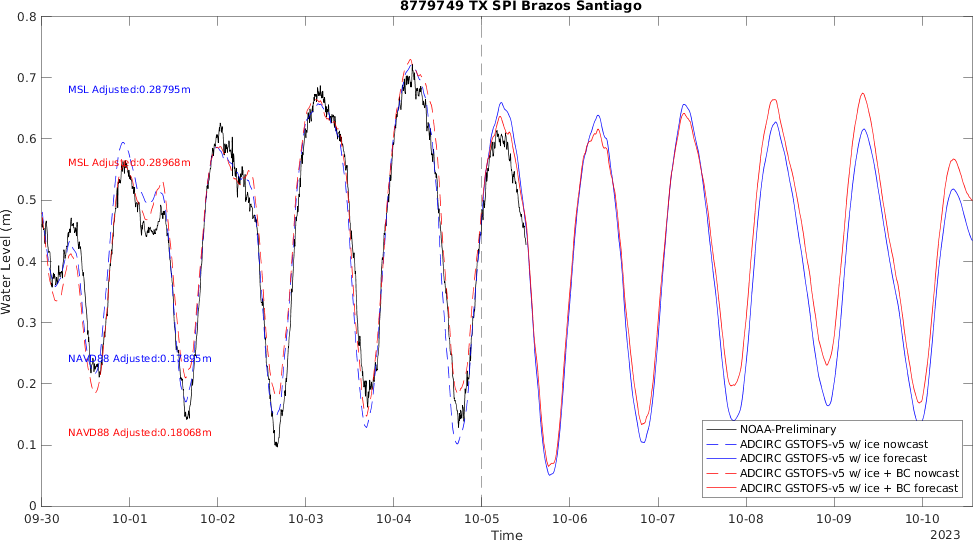 8779749 TX SPI Brazos Santiago
0.8
0.7
0.6
0.5
0.4
0.3
0.2
0.1
0
Water Level (m)
MSL Adjusted:0.28795m
MSL Adjusted:0.28968m
NAVD88 Adjusted:0.17895m
NAVD88 Adjusted:0.18068m
NOAA-Preliminary
ADCIRC GSTOFS-v5 w/ ice nowcast
ADCIRC GSTOFS-v5 w/ ice forecast
ADCIRC GSTOFS-v5 w/ ice + BC nowcast
ADCIRC GSTOFS-v5 w/ ice + BC forecast
09-30 10-01 10-02 10-03 10-04 10-05 10-06 10-07 10-08 10-09 10-10
Time
2023